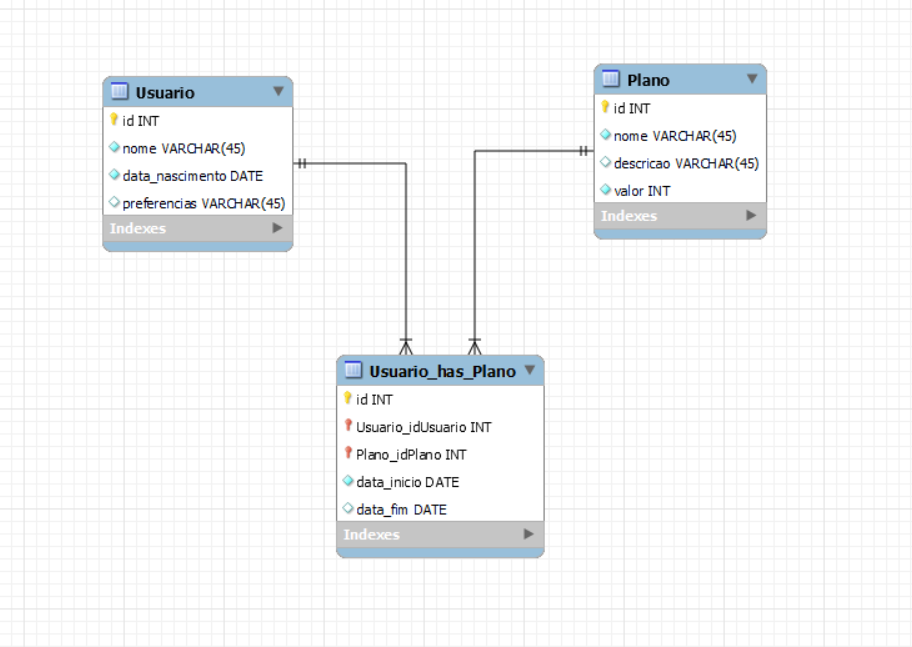 Usuario
id INT
nome VARCHAR(45)
data_nascimento DATE
preferencias VARCHAR(45)
Indexes
Plano
id INT
nome VARCHAR(45)
descricao VARCHAR(45)
valor INT
Indexes
Usuario_has_Plano
id INT
Usuario_idUsuario INT
Plano_idPlano INT
data_inicio DATE
data_fim DATE
Indexes